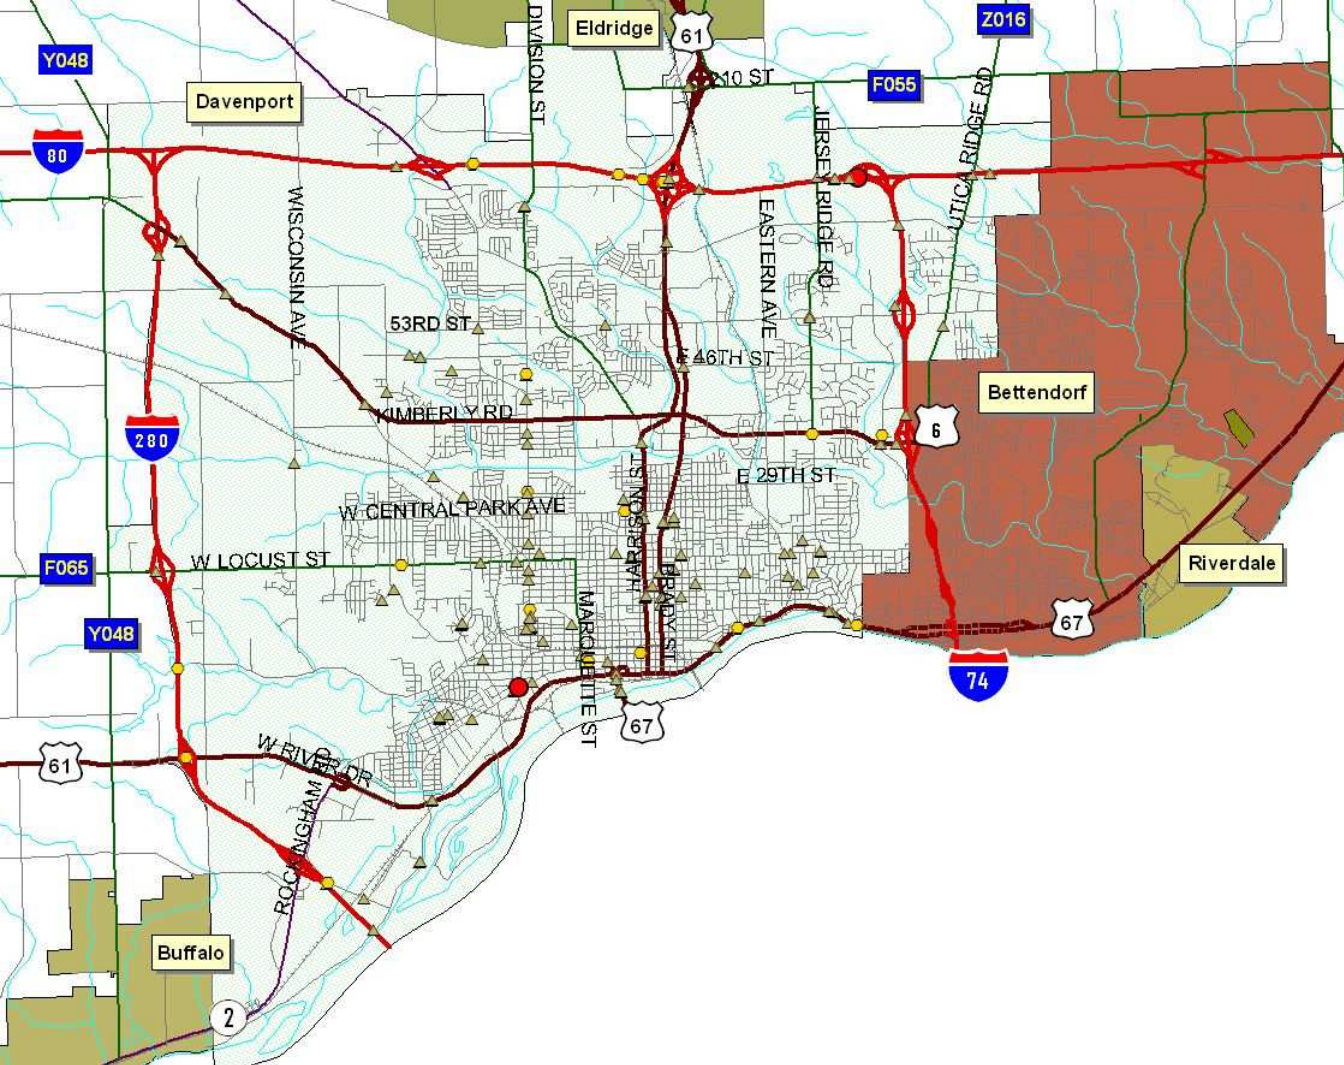 Eldridge
61
Z016
DIVISION ST
Y048
210 ST
F055
Davenport
80
JERSEY RIDGE RD
UTICA RIDGE RD
WISCONSIN AVE
EASTERN AVE
53RD ST
E 46TH ST
Bettendorf
KIMBERLY RD
6
280
E 29TH ST
HARRISON ST
W CENTRAL PARK AVE
W LOCUST ST
F065
Riverdale
BRADY ST
MARQUETTE ST
67
Y048
74
67
W RIVER DR
61
ROCKINGHAM RD
Buffalo
2